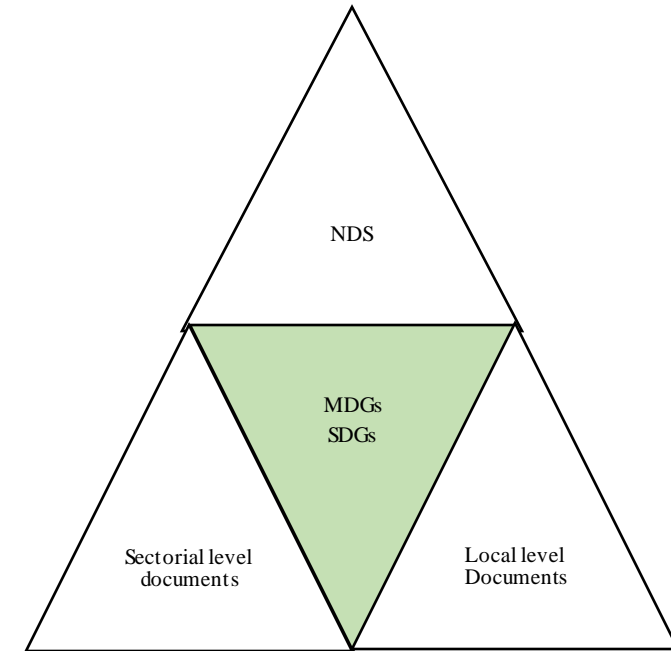 NDS
MDGs
SDGs
Sectorial level
documents
Local level
Documents